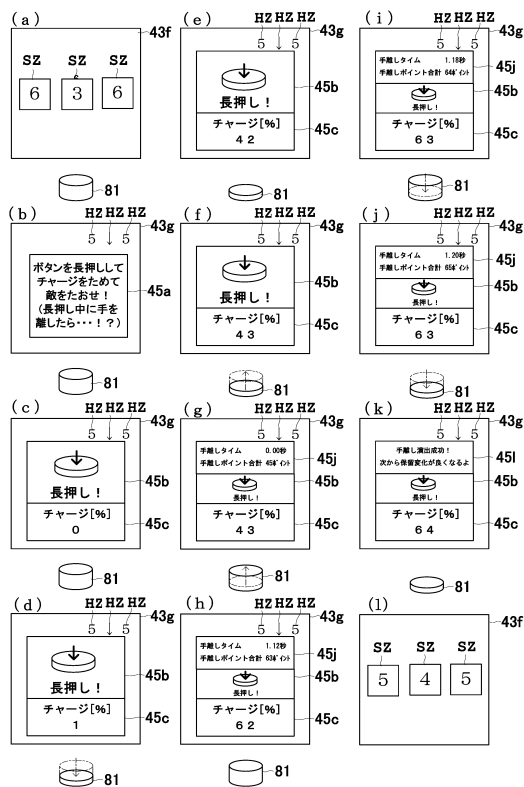 (a)
43f
SZ SZ SZ
6 3 6
81
(b)
HZ HZ HZ
5 ↓ 5
43g
ボタンを長押しして
チャージをためて
敵をたおせ！
(長押し中に手を
離したら・・・！？)
45a
81
(c)
HZ HZ HZ
5 ↓ 5
43g
長押し！
45b
チャージ[%]
0
45c
81
(d)
HZ HZ HZ
5 ↓ 5
43g
長押し！
45b
チャージ[%]
1
45c
81
(e)
HZ HZ HZ
5 ↓ 5
43g
長押し！
45b
チャージ[%]
42
45c
81
(f)
HZ HZ HZ
5 ↓ 5
43g
長押し！
45b
チャージ[%]
43
45c
81
(g)
HZ HZ HZ
5 ↓ 5
43g
手離しタイム 0.00秒
手離しポイント合計 45ﾎﾟｲﾝﾄ
45j
長押し！
45b
チャージ[%]
43
45c
81
(h)
HZ HZ HZ
5 ↓ 5
43g
手離しタイム 1.12秒
手離しポイント合計 63ﾎﾟｲﾝﾄ
45j
長押し！
45b
チャージ[%]
62
45c
81
(i)
HZ HZ HZ
5 ↓ 5
43g
手離しタイム 1.18秒
手離しポイント合計 64ﾎﾟｲﾝﾄ
45j
長押し！
45b
チャージ[%]
63
45c
81
(j)
HZ HZ HZ
5 ↓ 5
43g
手離しタイム 1.20秒
手離しポイント合計 65ﾎﾟｲﾝﾄ
45j
長押し！
45b
チャージ[%]
63
45c
81
(k)
HZ HZ HZ
5 ↓ 5
43g
手離し演出成功！
次から保留変化が良くなるよ
45l
長押し！
45b
チャージ[%]
64
45c
81
(l)
43f
SZ SZ SZ
5 4 5